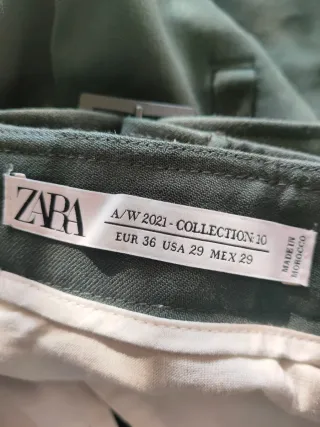 ZARA
A/W 2021 - COLLECTION: 10
EUR 36 USA 29 MEX 29
MADE IN
MOROCCO